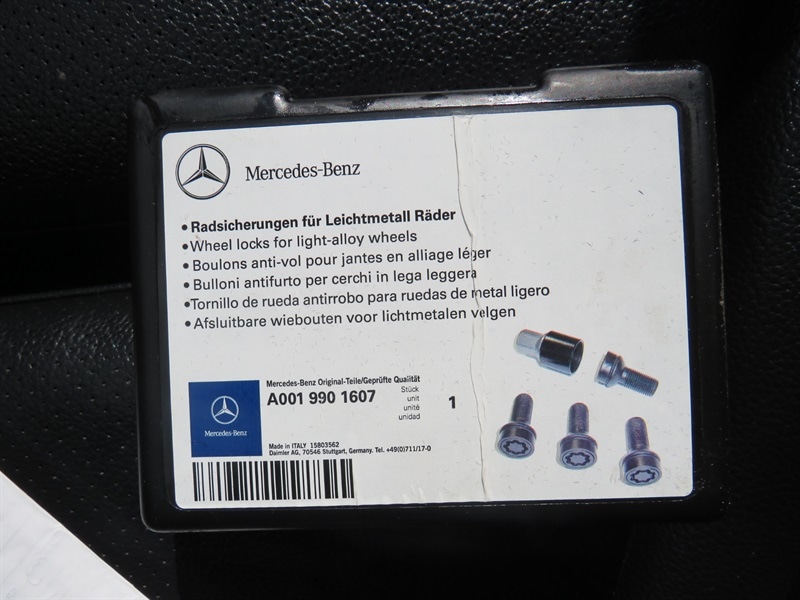 Mercedes-Benz
• Radsicherungen für Leichtmetall Räder
• Wheel locks for light-alloy wheels
• Boulons anti-vol pour jantes en alliage léger
• Bulloni antifurto per cerchi in lega leggera
• Tornillo de rueda antirrobo para ruedas de metal ligero
• Afsluitbare wiebouten voor lichtmetalen velgen
Mercedes-Benz Original-Teile/Geprüfte Qualität
A001 990 1607
Stück
unit
unité
unidad
1
Mercedes-Benz
Made in ITALY 15803562
Daimler AG, 70546 Stuttgart, Germany. Tel. +49(0)711/17-0